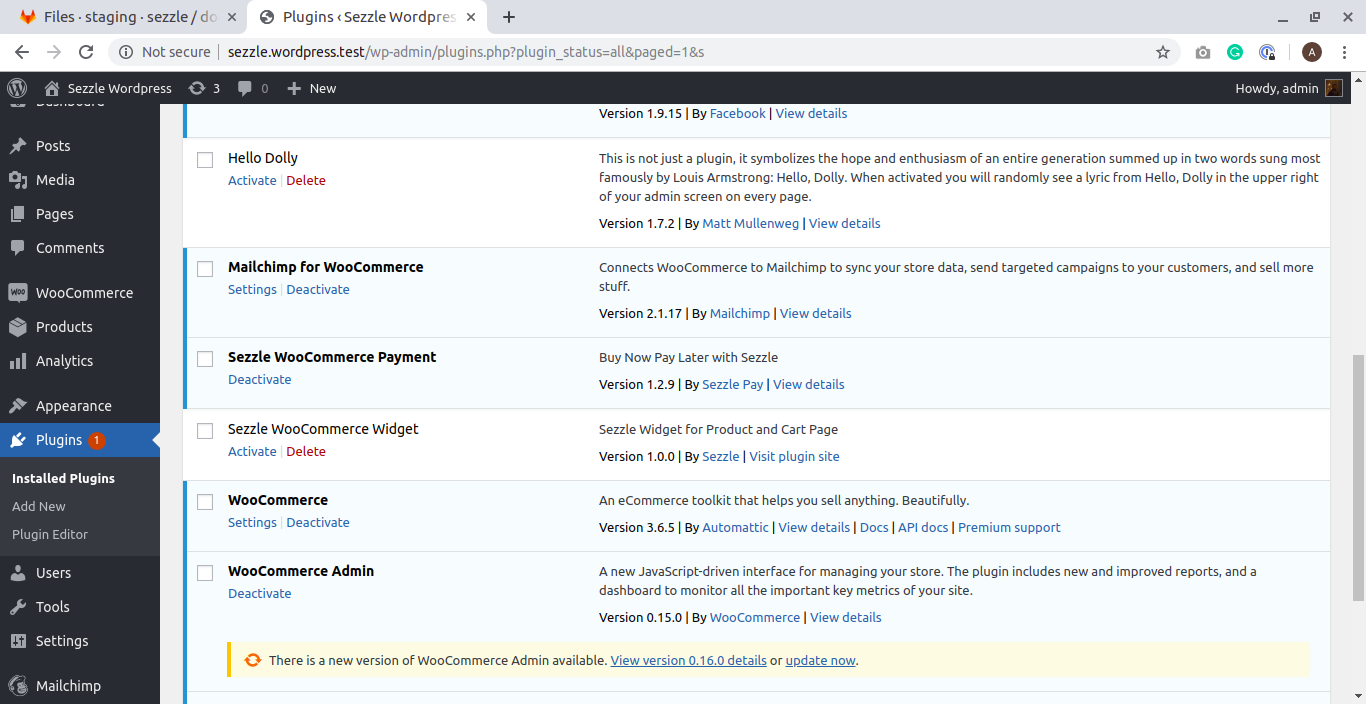 Files · staging · sezzle / do
Plugins ‹ Sezzle Wordpres
Not secure
sezzle.wordpress.test/wp-admin/plugins.php?plugin_status=all&paged=1&s
A
Sezzle Wordpress
3
0
New
Howdy, admin
Dashboard
Posts
Media
Pages
Comments
WooCommerce
Products
Analytics
Appearance
Plugins 1
Installed Plugins
Add New
Plugin Editor
Users
Tools
Settings
Mailchimp
Version 1.9.15 | By Facebook | View details
Hello Dolly
Activate | Delete
This is not just a plugin, it symbolizes the hope and enthusiasm of an entire generation summed up in two words sung most
famously by Louis Armstrong: Hello, Dolly. When activated you will randomly see a lyric from Hello, Dolly in the upper right
of your admin screen on every page.
Version 1.7.2 | By Matt Mullenweg | View details
Mailchimp for WooCommerce
Settings | Deactivate
Connects WooCommerce to Mailchimp to sync your store data, send targeted campaigns to your customers, and sell more
stuff.
Version 2.1.17 | By Mailchimp | View details
Sezzle WooCommerce Payment
Deactivate
Buy Now Pay Later with Sezzle
Version 1.2.9 | By Sezzle Pay | View details
Sezzle WooCommerce Widget
Activate | Delete
Sezzle Widget for Product and Cart Page
Version 1.0.0 | By Sezzle | Visit plugin site
WooCommerce
Settings | Deactivate
An eCommerce toolkit that helps you sell anything. Beautifully.
Version 3.6.5 | By Automattic | View details | Docs | API docs | Premium support
WooCommerce Admin
Deactivate
A new JavaScript-driven interface for managing your store. The plugin includes new and improved reports, and a
dashboard to monitor all the important key metrics of your site.
Version 0.15.0 | By WooCommerce | View details
There is a new version of WooCommerce Admin available. View version 0.16.0 details or update now.